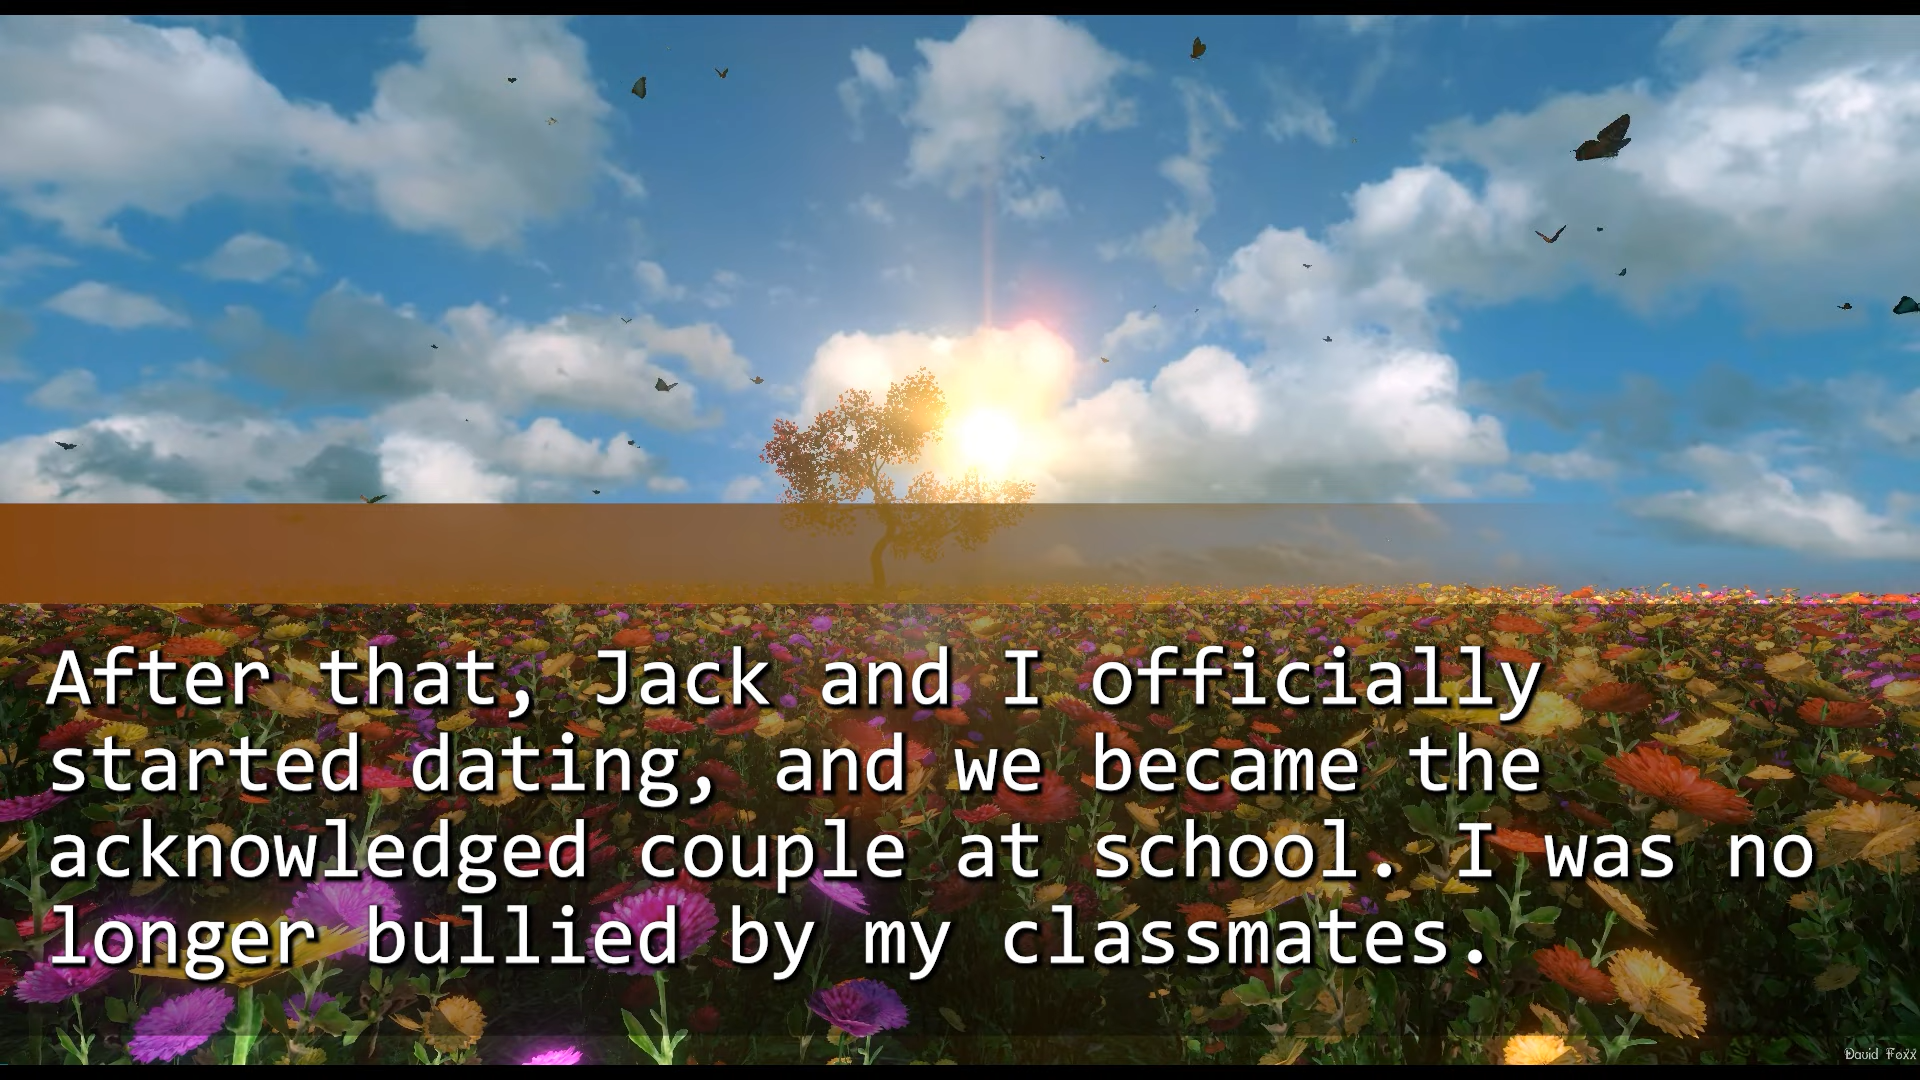 After that, Jack and I officially
started dating, and we became the
acknowledged couple at school. I was no
longer bullied by my classmates.
David Foxx